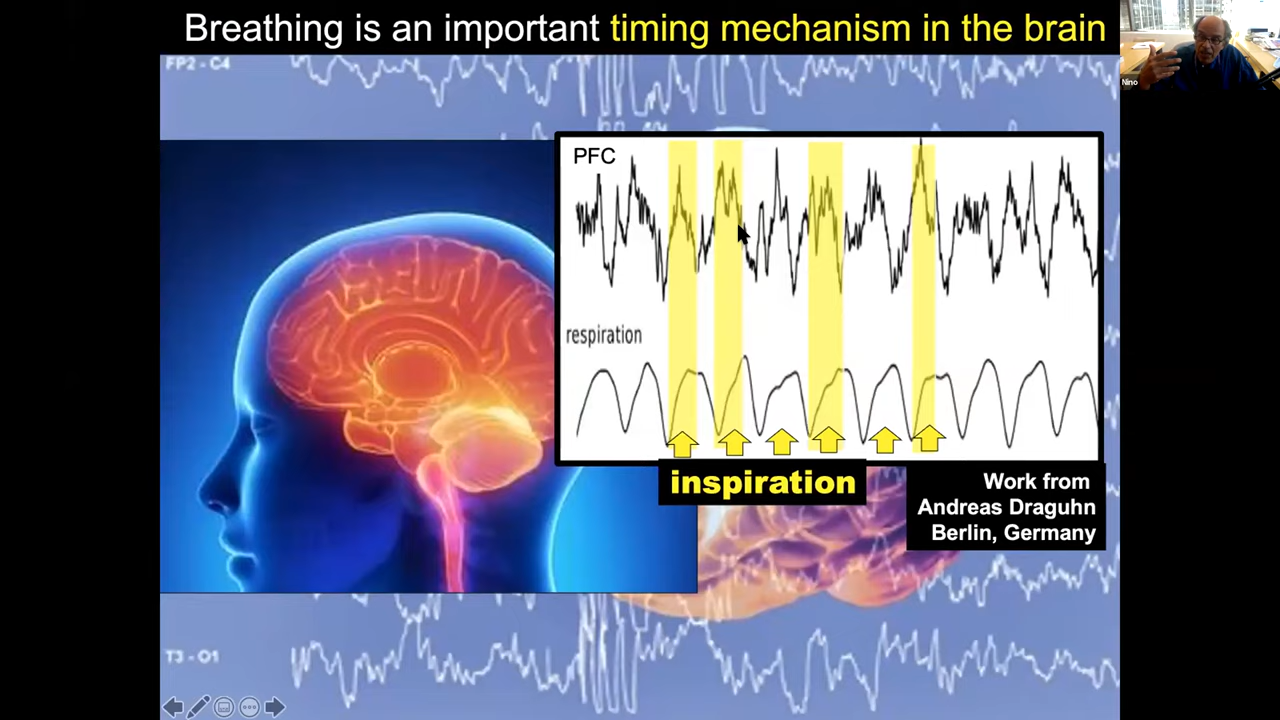 Breathing is an important timing mechanism in the brain
Nino
FP2 - C4
PFC
respiration
inspiration
Work from
Andreas Draguhn
Berlin, Germany
T3 - O1